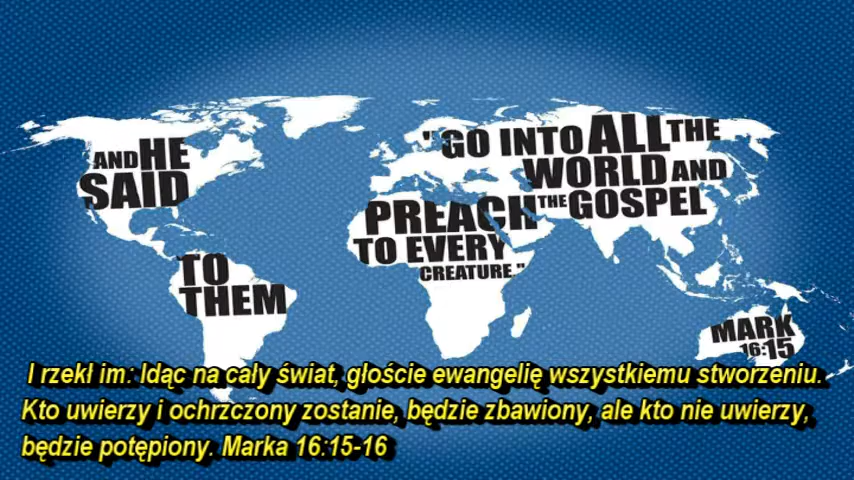 AND HE
SAID
TO
THEM
"GO INTO ALL THE
WORLD AND
PREACH THE GOSPEL
TO EVERY
CREATURE."
MARK
16:15
I rzekł im: Idąc na cały świat, głoście ewangelię wszystkiemu stworzeniu.
Kto uwierzy i ochrzczony zostanie, będzie zbawiony, ale kto nie uwierzy,
będzie potępiony. Marka 16:15-16